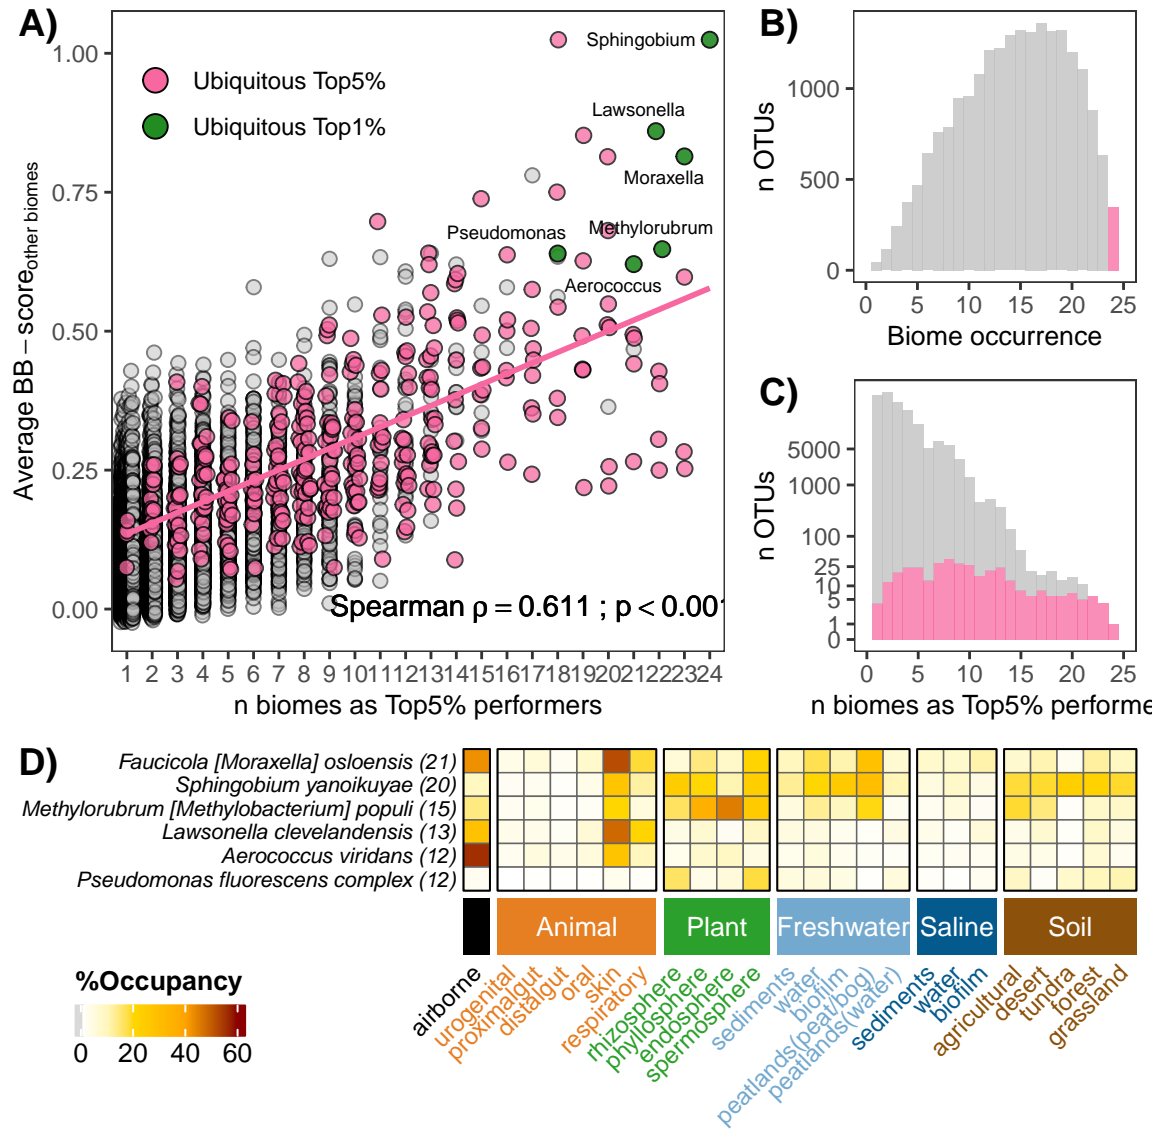 A)
Average BB – score other biomes
1.00
0.75
0.50
0.25
0.00
Ubiquitous Top5%
Ubiquitous Top1%
Sphingobium
Lawsonella
Moraxella
Pseudomonas
Methylorubrum
Aerococcus
Spearman ρ = 0.611 ; p < 0.001
1 2 3 4 5 6 7 8 9 10 11 12 13 14 15 16 17 18 19 20 21 22 23 24
n biomes as Top5% performers
B)
n OTUs
1000
500
0
0 5 10 15 20 25
Biome occurrence
C)
n OTUs
5000
1000
100
25
10
5
1
0
0 5 10 15 20 25
n biomes as Top5% performe
D)
Faucicola [Moraxella] osloensis (21)
Sphingobium yanoikuyae (20)
Methylorubrum [Methylobacterium] populi (15)
Lawsonella clevelandensis (13)
Aerococcus viridans (12)
Pseudomonas fluorescens complex (12)
Animal
Plant
Freshwater
Saline
Soil
airborne
urogenital
proximalgut
distalgut
oral
skin
respiratory
rhizosphere
phyllosphere
endosphere
spermosphere
sediments
water
biofilm
peatlands(peat/bog)
peatlands(water)
sediments
water
biofilm
agricultural
desert
tundra
forest
grassland
%Occupancy
0 20 40 60